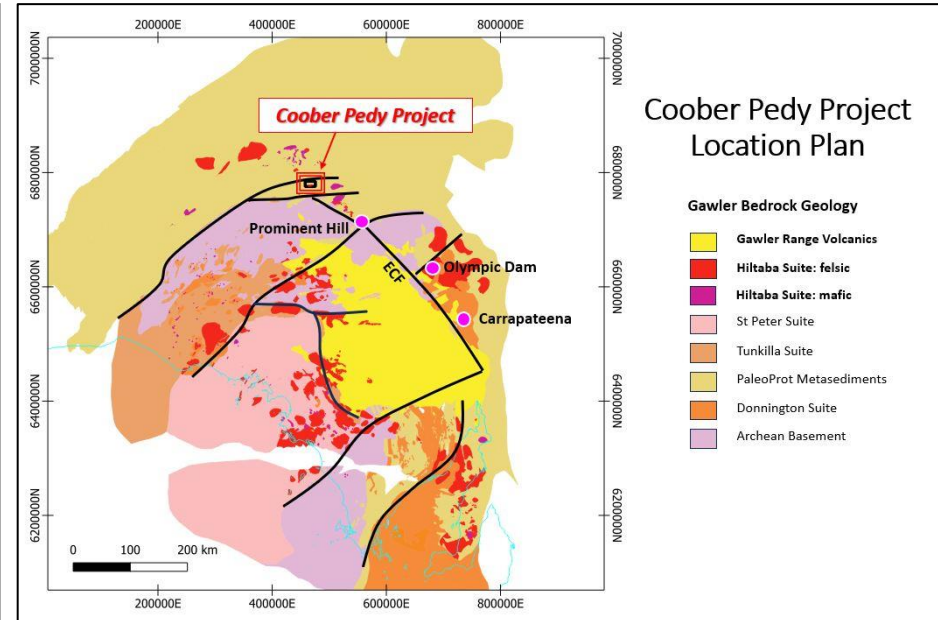 200000E
400000E
600000E
800000E
7000000N
7000000N
Coober Pedy Project
Coober Pedy Project
Location Plan
6800000N
6800000N
Gawler Bedrock Geology
Prominent Hill
Gawler Range Volcanics
ECF
Olympic Dam
Hiltaba Suite: felsic
6600000N
6600000N
Hiltaba Suite: mafic
Carrapateena
St Peter Suite
Tunkilla Suite
PaleoProt Metasediments
6400000N
6400000N
Donnington Suite
Archean Basement
6200000N
6200000N
0 100 200 km
200000E
400000E
600000E
800000E